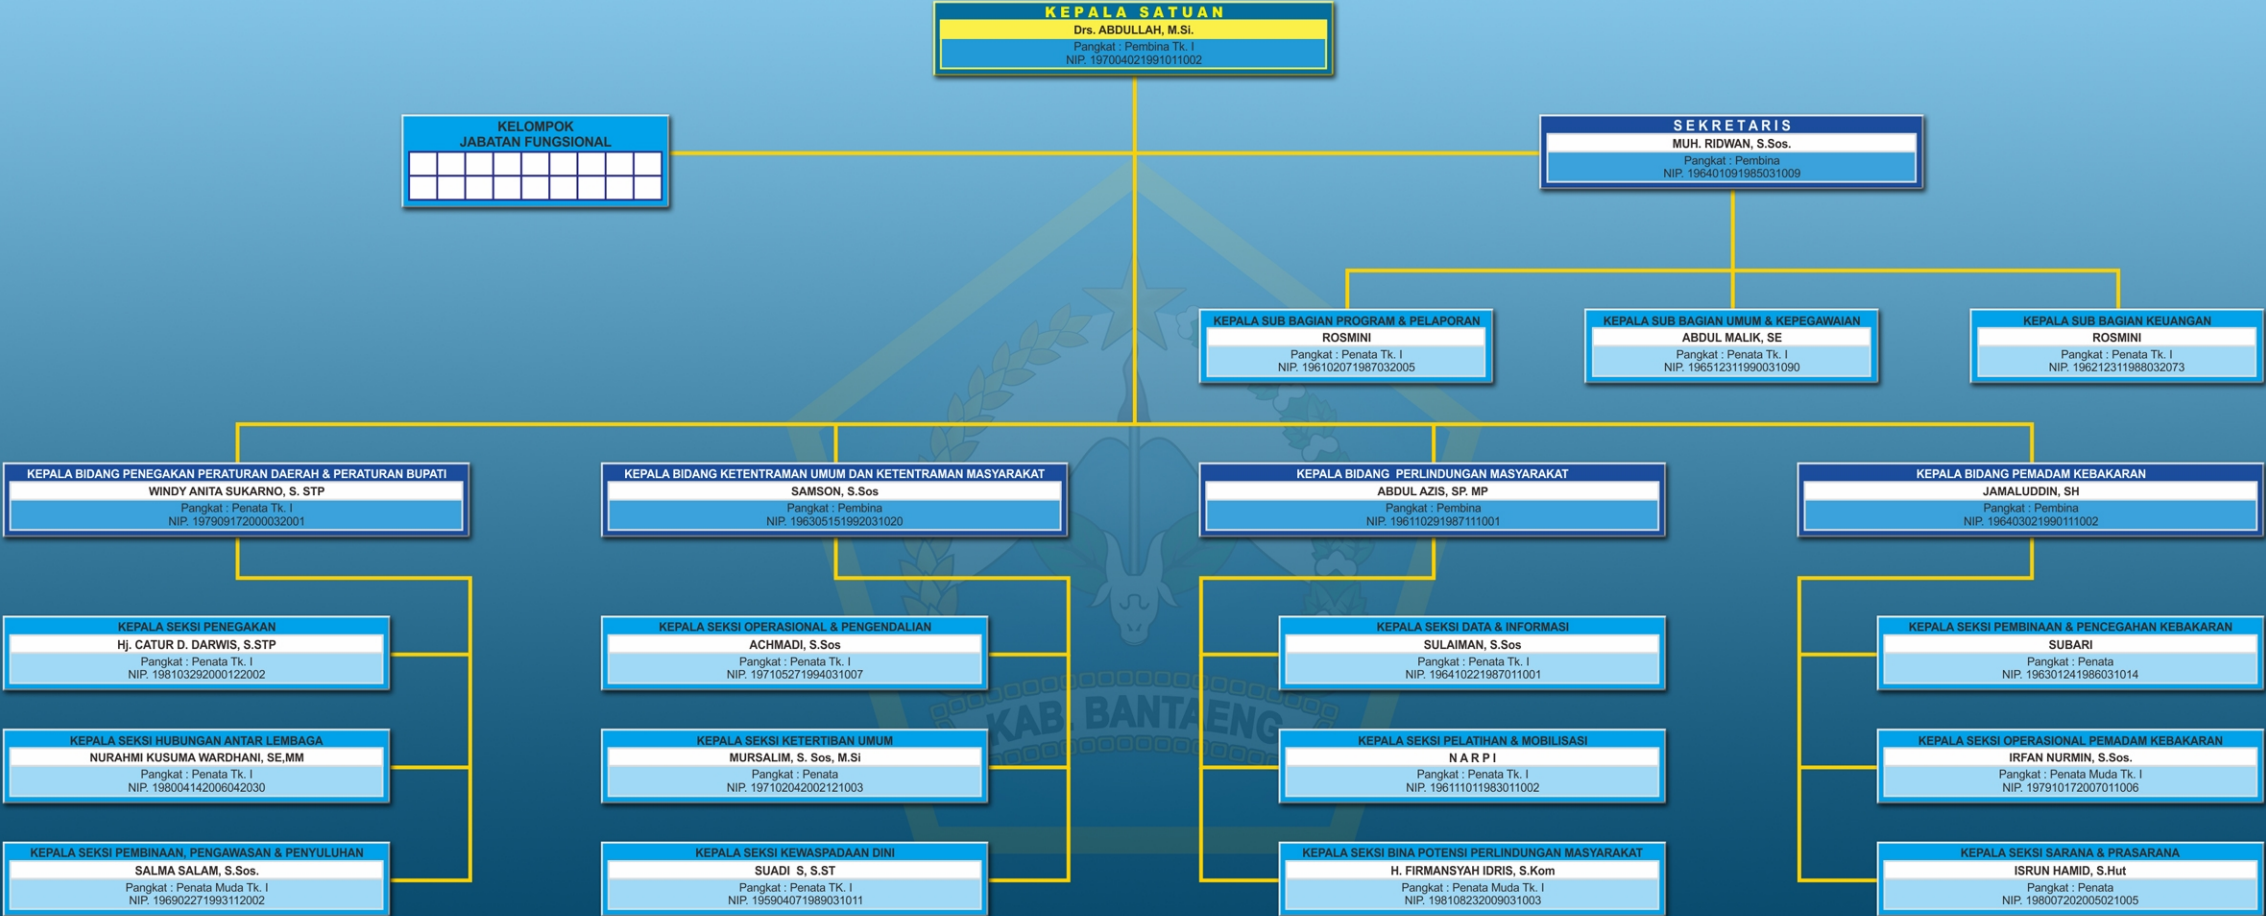 KEPALA SATUAN
Drs. ABDULLAH, M.Si.
Pangkat : Pembina Tk. I
NIP. 197004021991011002
KELOMPOK
JABATAN FUNGSIONAL
SEKRETARIS
MUH. RIDWAN, S.Sos.
Pangkat : Pembina
NIP. 196401091985031009
KEPALA SUB BAGIAN PROGRAM & PELAPORAN
ROSMINI
Pangkat : Penata Tk. I
NIP. 196102071987032005
KEPALA SUB BAGIAN UMUM & KEPEGAWAIAN
ABDUL MALIK, SE
Pangkat : Penata Tk. I
NIP. 196512311990031090
KEPALA SUB BAGIAN KEUANGAN
ROSMINI
Pangkat : Penata Tk. I
NIP. 196212311988032073
KEPALA BIDANG PENEGAKAN PERATURAN DAERAH & PERATURAN BUPATI
WINDY ANITA SUKARNO, S. STP
Pangkat : Penata Tk. I
NIP. 197909172000032001
KEPALA BIDANG KETENTRAMAN UMUM DAN KETENTRAMAN MASYARAKAT
SAMSON, S.Sos
Pangkat : Pembina
NIP. 196305151992031020
KEPALA BIDANG PERLINDUNGAN MASYARAKAT
ABDUL AZIS, SP. MP
Pangkat : Pembina
NIP. 196110291987111001
KEPALA BIDANG PEMADAM KEBAKARAN
JAMALUDDIN, SH
Pangkat : Pembina
NIP. 196403021990111002
KEPALA SEKSI PENEGAKAN
Hj. CATUR D. DARWIS, S.STP
Pangkat : Penata Tk. I
NIP. 198103292000122002
KEPALA SEKSI OPERASIONAL & PENGENDALIAN
ACHMADI, S.Sos
Pangkat : Penata Tk. I
NIP. 197105271994031007
KEPALA SEKSI DATA & INFORMASI
SULAIMAN, S.Sos
Pangkat : Penata Tk. I
NIP. 196410221987011001
KEPALA SEKSI PEMBINAAN & PENCEGAHAN KEBAKARAN
SUBARI
Pangkat : Penata
NIP. 196301241986031014
KAB. BANTAENG
KEPALA SEKSI HUBUNGAN ANTAR LEMBAGA
NURAHMI KUSUMA WARDHANI, SE,MM
Pangkat : Penata Tk. I
NIP. 198004142006042030
KEPALA SEKSI KETERTIBAN UMUM
MURSALIM, S. Sos, M.Si
Pangkat : Penata
NIP. 197102042002121003
KEPALA SEKSI PELATIHAN & MOBILISASI
N A R P I
Pangkat : Penata Tk. I
NIP. 196111011983011002
KEPALA SEKSI OPERASIONAL PEMADAM KEBAKARAN
IRFAN NURMIN, S.Sos.
Pangkat : Penata Muda Tk. I
NIP. 197910172007011006
KEPALA SEKSI PEMBINAAN, PENGAWASAN & PENYULUHAN
SALMA SALAM, S.Sos.
Pangkat : Penata Muda Tk. I
NIP. 196902271993112002
KEPALA SEKSI KEWASPADAAN DINI
SUADI S, S.ST
Pangkat : Penata TK. I
NIP. 195904071989031011
KEPALA SEKSI BINA POTENSI PERLINDUNGAN MASYARAKAT
H. FIRMANSYAH IDRIS, S.Kom
Pangkat : Penata Muda Tk. I
NIP. 198108232009031003
KEPALA SEKSI SARANA & PRASARANA
ISRUN HAMID, S.Hut
Pangkat : Penata
NIP. 198007202005021005